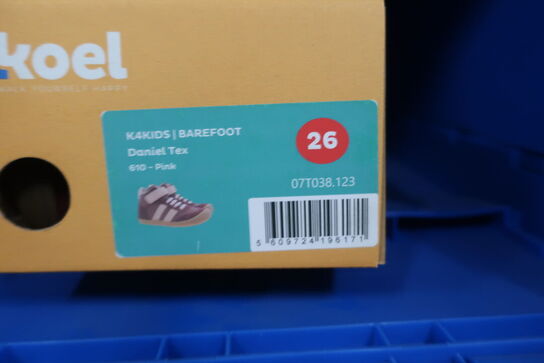 koel
WALK YOURSELF HAPPY
K4KIDS | BAREFOOT
Daniel Tex
610 - Pink
26
07T038.123
5 609724 196171